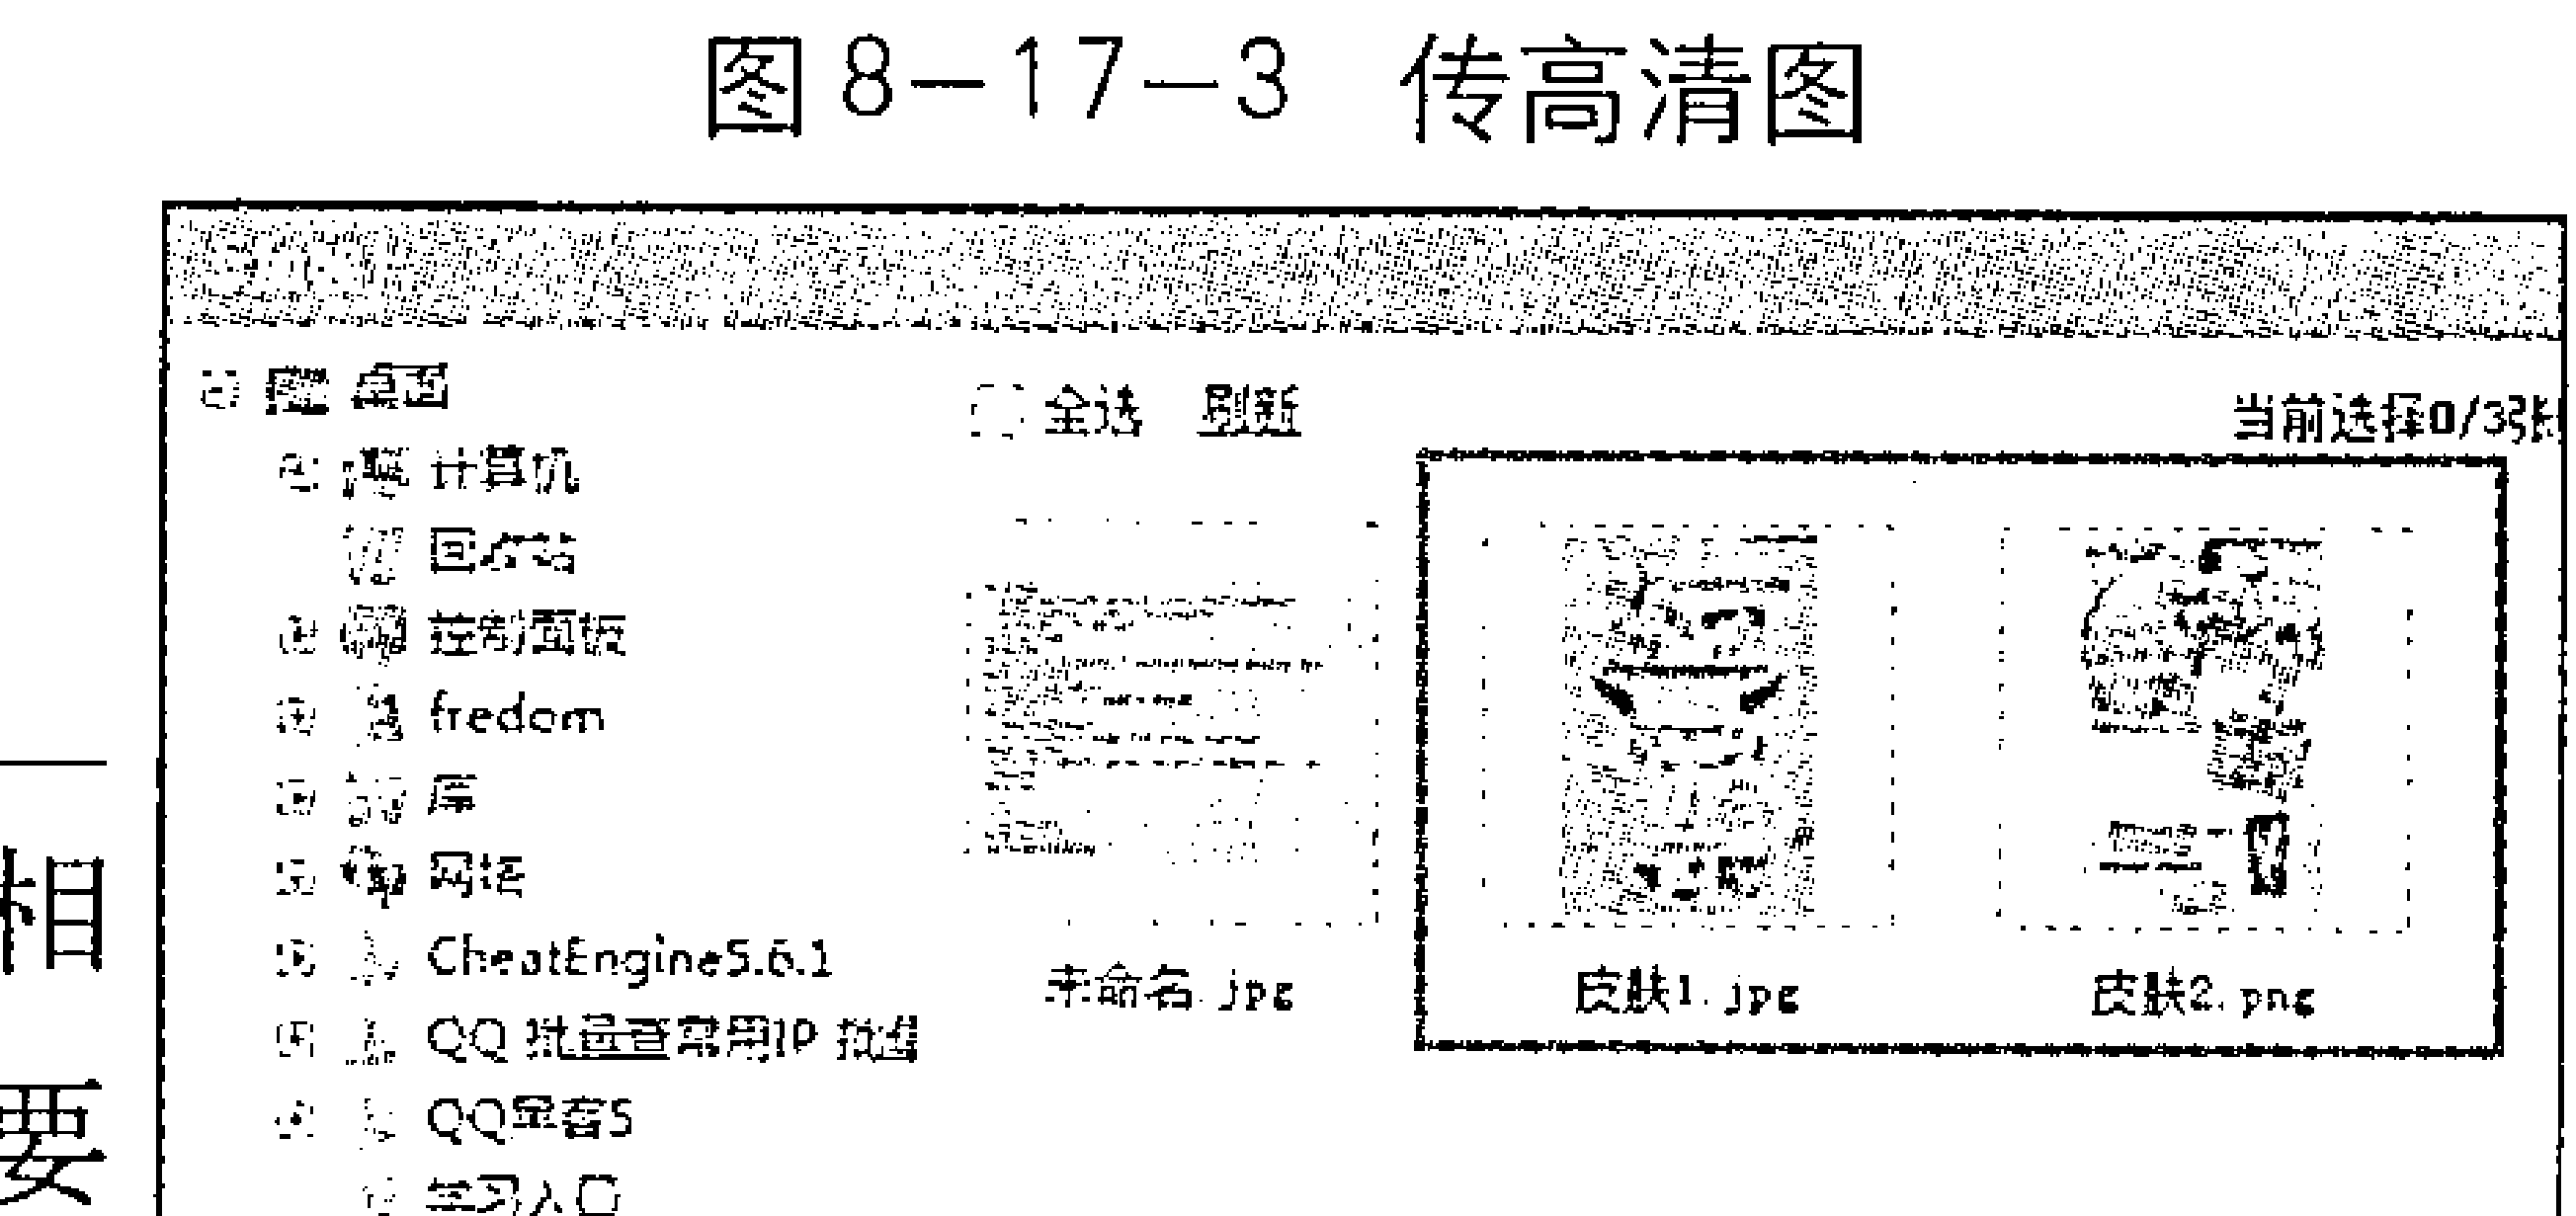 图8-17-3 传高清图
桌面
全选 刷新
当前选择0/3张
计算机
回收站
控制面板
fredom
库
网络
CheatEngine5.6.1
未命名.jpg
皮肤1.jpg
皮肤2.png
QQ 批量查常用IP 批量
QQ黑客5
学习入口
相
要